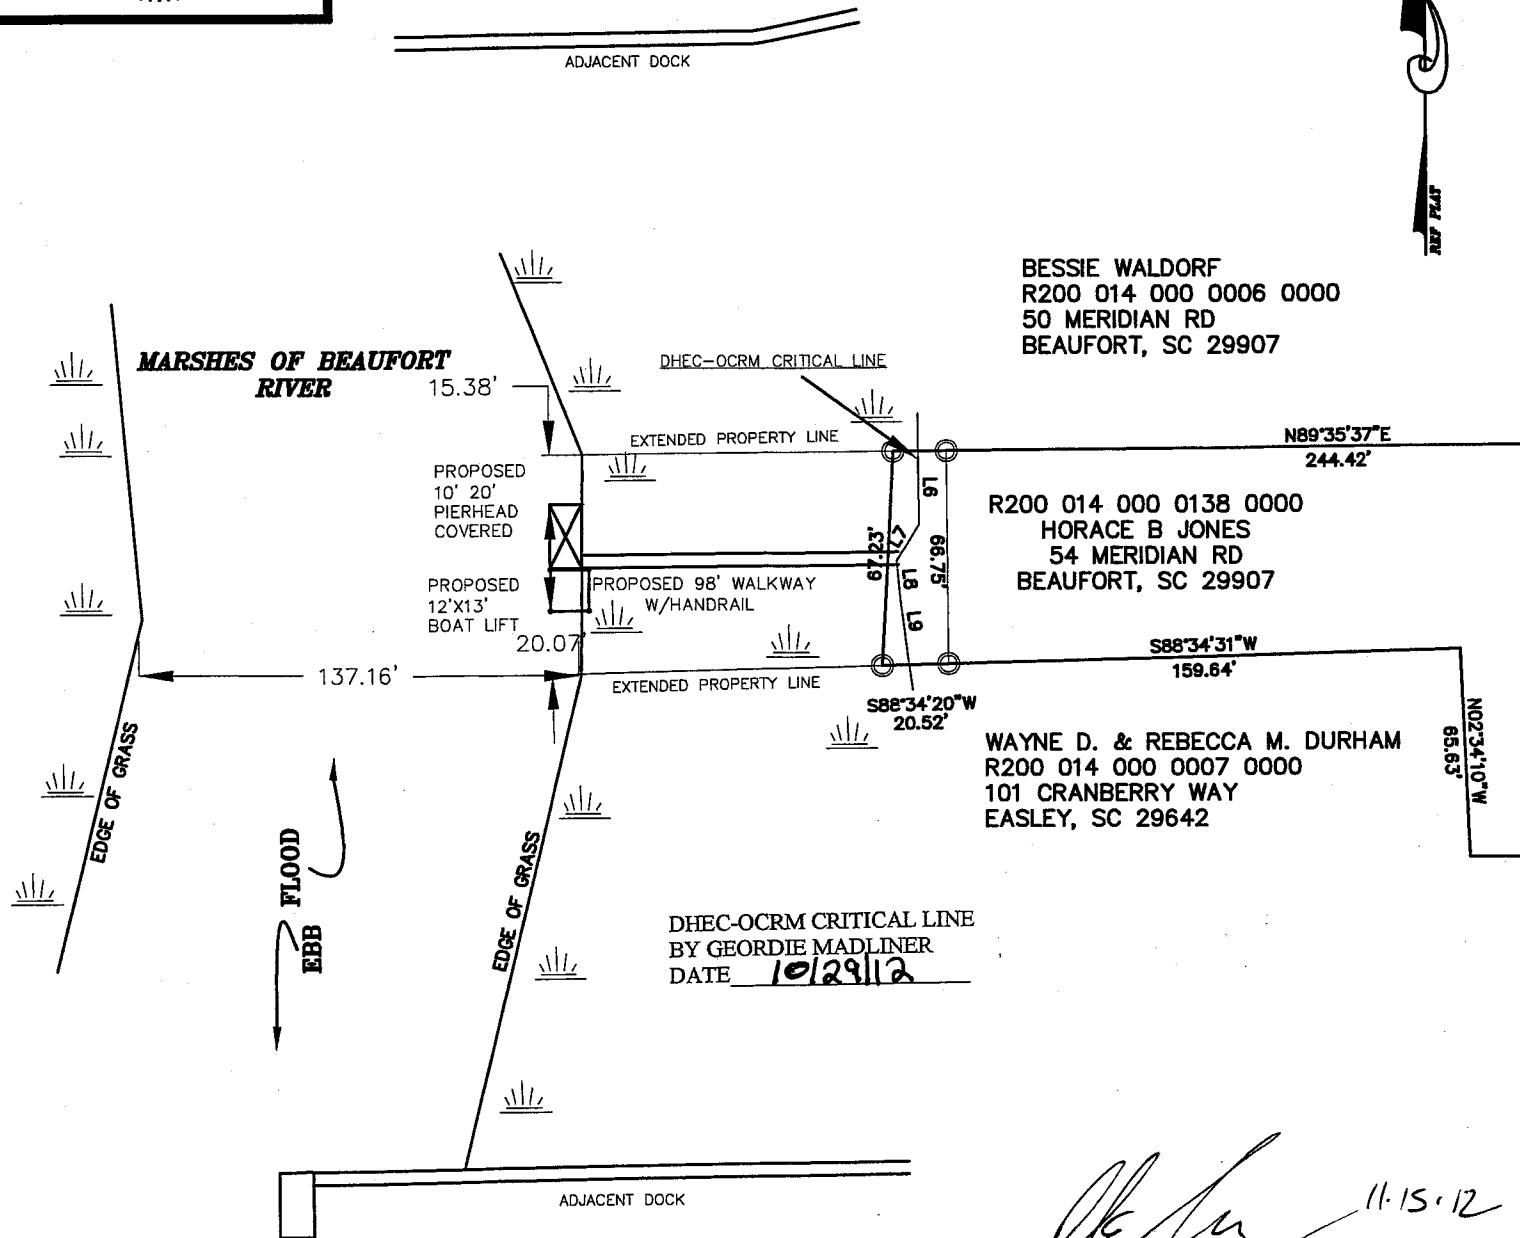 ADJACENT DOCK
REF PLAT
BESSIE WALDORF
R200 014 000 0006 0000
50 MERIDIAN RD
BEAUFORT, SC 29907
MARSHES OF BEAUFORT
RIVER
15.38'
DHEC-OCRM CRITICAL LINE
EXTENDED PROPERTY LINE
N89°35'37"E
244.42'
PROPOSED
10' 20'
PIERHEAD
COVERED
L6
L7
67.23'
66.75'
L8
L9
R200 014 000 0138 0000
HORACE B JONES
54 MERIDIAN RD
BEAUFORT, SC 29907
PROPOSED
12'X13'
BOAT LIFT
PROPOSED 98' WALKWAY
W/HANDRAIL
20.07'
137.16'
EXTENDED PROPERTY LINE
S88°34'31"W
159.64'
S88°34'20"W
20.52'
N02°34'10"W
65.63'
WAYNE D. & REBECCA M. DURHAM
R200 014 000 0007 0000
101 CRANBERRY WAY
EASLEY, SC 29642
EDGE OF GRASS
FLOOD
EBB
EDGE OF GRASS
DHEC-OCRM CRITICAL LINE
BY GEORDIE MADLINER
DATE 10/29/12
ADJACENT DOCK
11.15.12